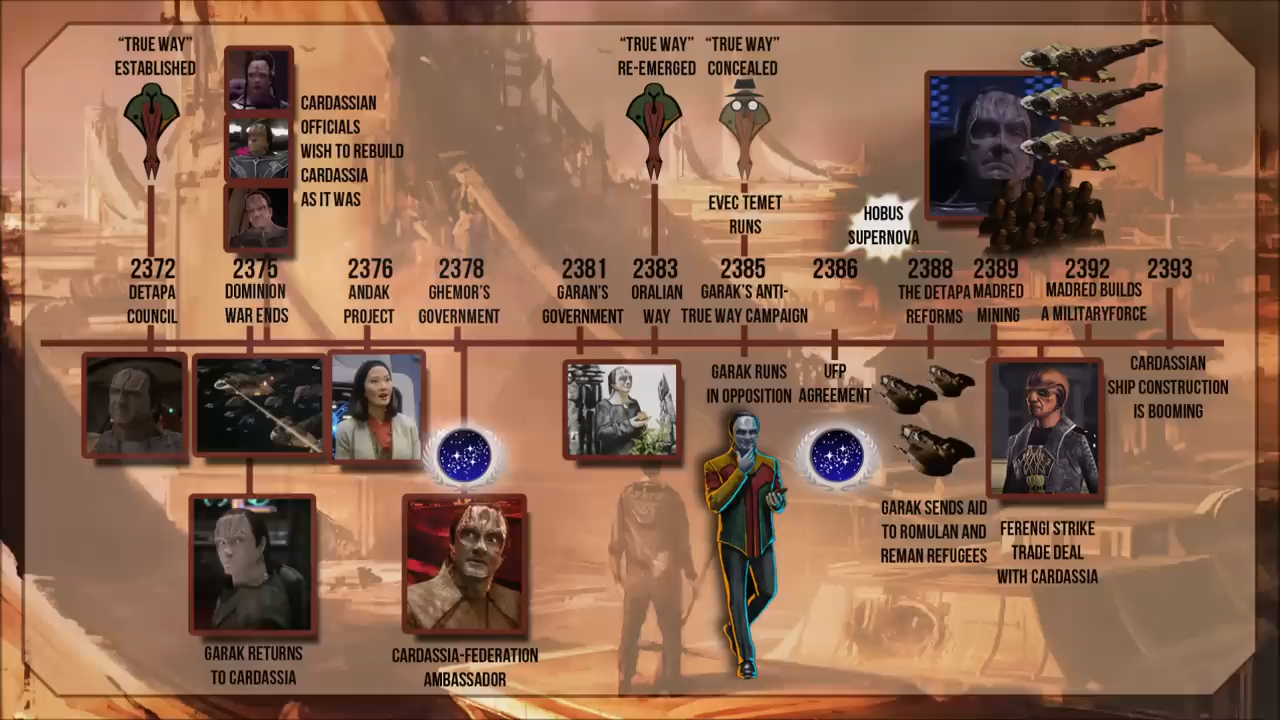 “TRUE WAY”
ESTABLISHED
CARDASSIAN
OFFICIALS
WISH TO REBUILD
CARDASSIA
AS IT WAS
“TRUE WAY”
RE-EMERGED
“TRUE WAY”
CONCEALED
EVEC TEMET
RUNS
HOBUS
SUPERNOVA
2372
DETAPA
COUNCIL
2375
DOMINION
WAR ENDS
2376
ANDAK
PROJECT
2378
GHEMOR'S
GOVERNMENT
2381
GARAN'S
GOVERNMENT
2383
ORALIAN
WAY
2385
GARAK'S ANTI-
TRUE WAY CAMPAIGN
2386
2388
THE DETAPA
REFORMS
2389
MADRED
MINING
2392
MADRED BUILDS
A MILITARYFORCE
2393
GARAK RETURNS
TO CARDASSIA
CARDASSIA-FEDERATION
AMBASSADOR
GARAK RUNS
IN OPPOSITION
UFP
AGREEMENT
GARAK SENDS AID
TO ROMULAN AND
REMAN REFUGEES
FERENGI STRIKE
TRADE DEAL
WITH CARDASSIA
CARDASSIAN
SHIP CONSTRUCTION
IS BOOMING